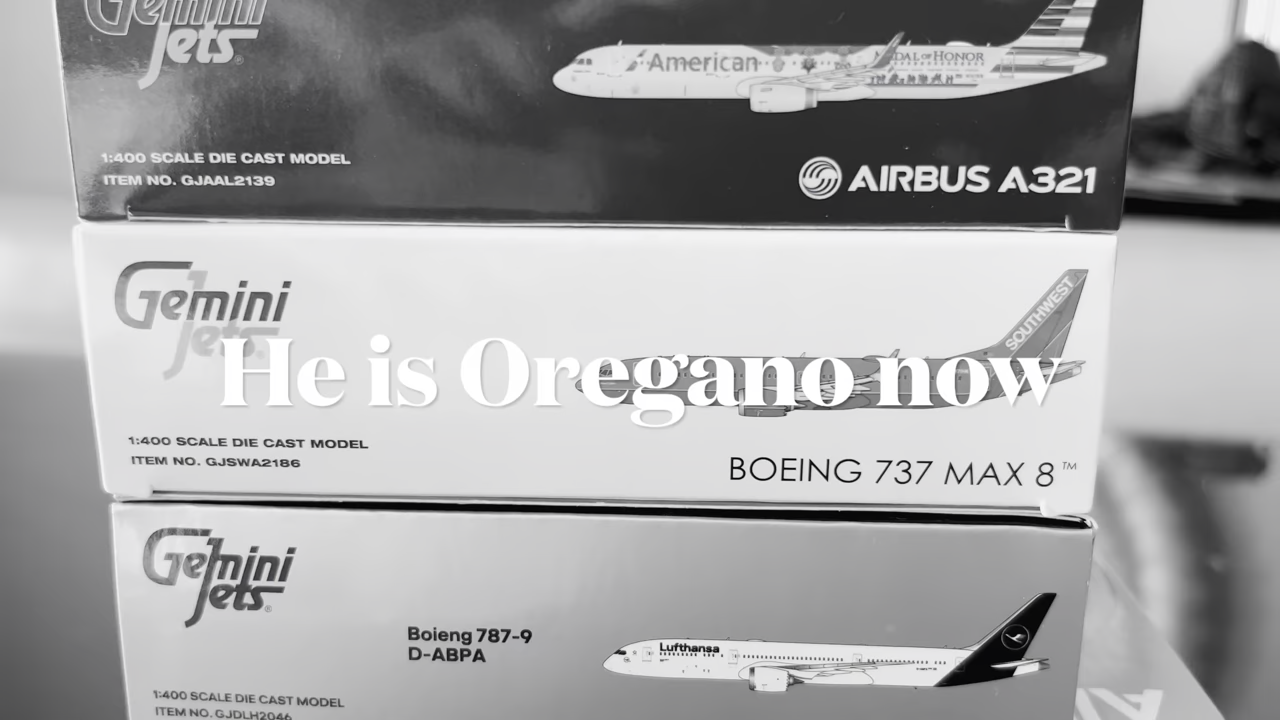 Gemini
Jets®
American
MEDAL OF HONOR
1:400 SCALE DIE CAST MODEL
ITEM NO. GJAAL2139
AIRBUS A321
Gemini
Jets
SOUTHWEST
He is Oregano now
1:400 SCALE DIE CAST MODEL
ITEM NO. GJSWA2186
BOEING 737 MAX 8™
Gemini
Jets®
Boieng 787-9
D-ABPA
Lufthansa
1:400 SCALE DIE CAST MODEL
ITEM NO. GJDLH2046